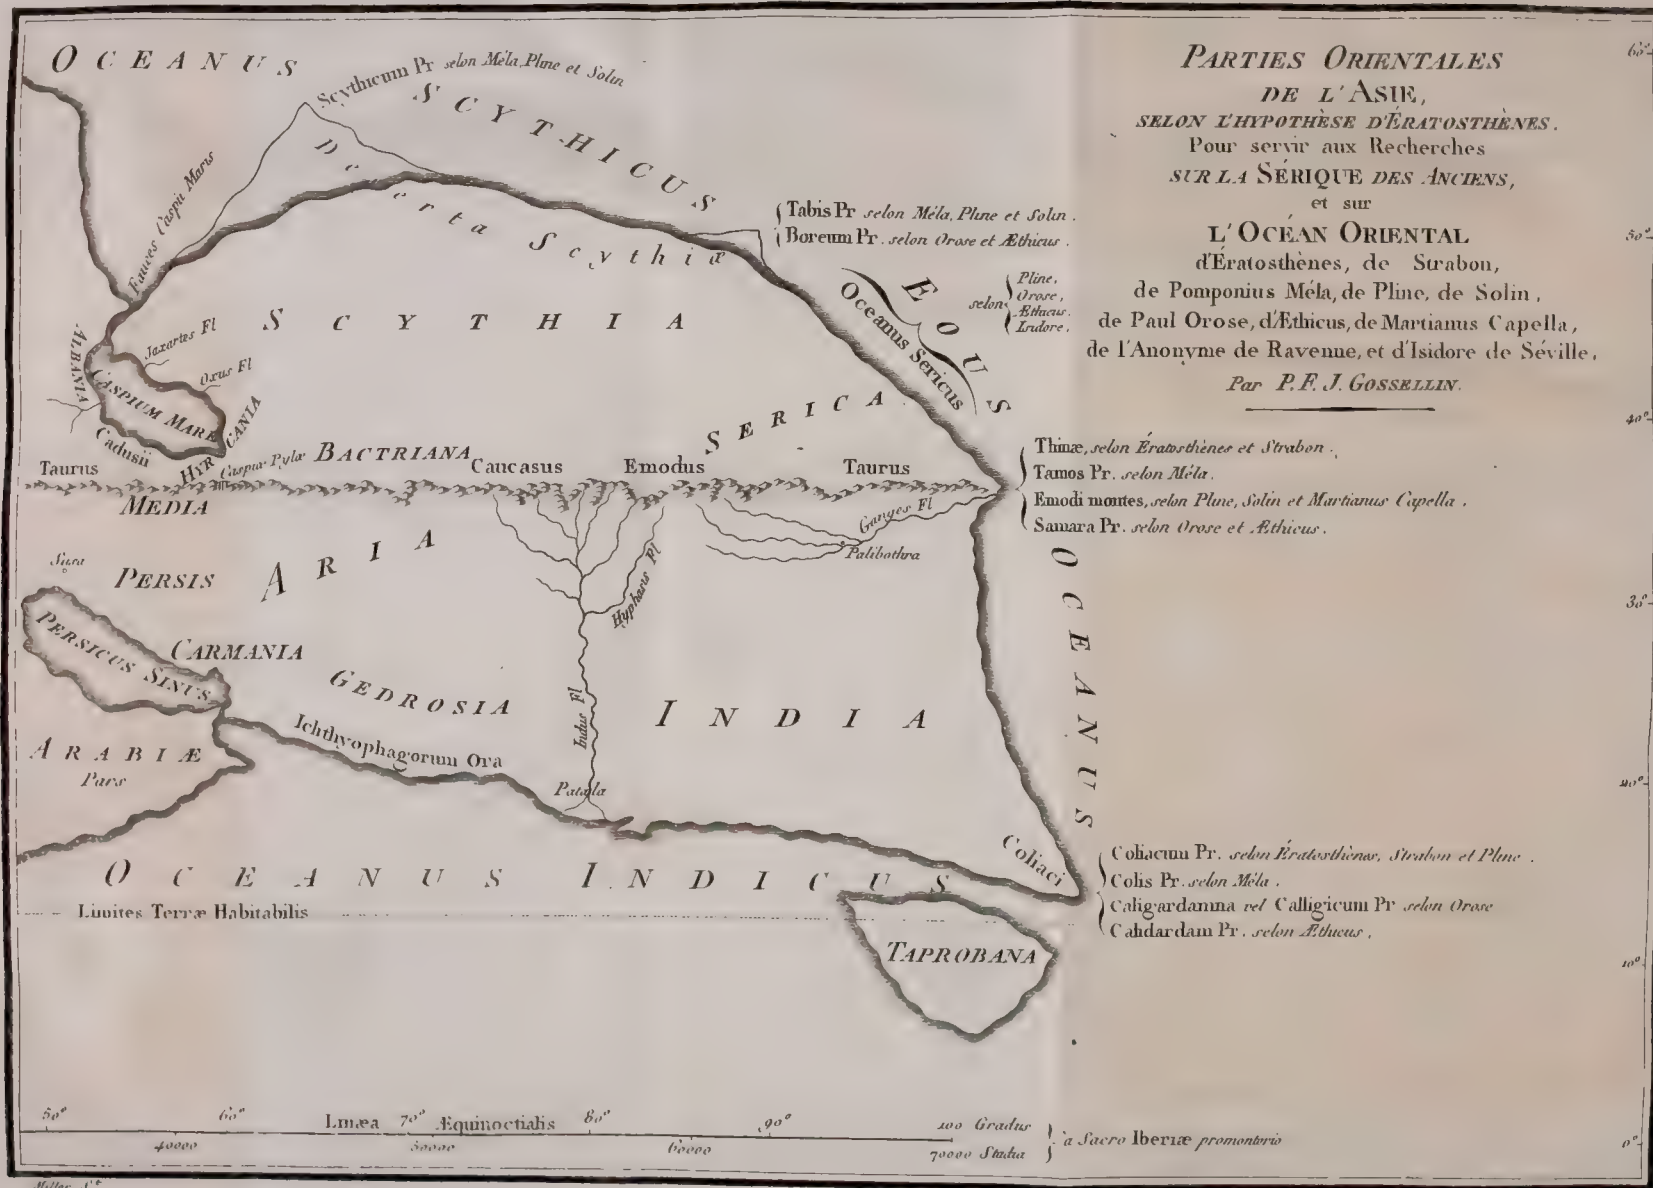 PARTIES ORIENTALES
DE L'ASIE,
SELON L'HYPOTHÈSE D'ÉRATOSTHÈNES.
Pour servir aux Recherches
SUR LA SÉRIQUE DES ANCIENS,
et sur
L'OCÉAN ORIENTAL
d'Ératosthènes, de Strabon,
de Pomponius Méla, de Pline, de Solin,
de Paul Orose, d'Æthicus, de Martianus Capella,
de l'Anonyme de Ravenne, et d'Isidore de Séville,
Par P. F. J. GOSSELLIN.
OCEANUS SCYTHICUS
Scythicum Pr selon Méla, Pline et Solin
Deserta Scythiæ
Fauces Caspii Maris
Tabis Pr selon Méla, Pline et Solin.
Boreum Pr. selon Orose et Æthicus.
EOUS
Oceanus Sericus
selon
Pline,
Orose,
Æthicus,
Isidore.
SCYTHIA
ALBANIA
Jaxartes Fl
Oxus Fl
CASPIUM MARE
Cadusii
HYRCANIA
SERICA
Caspiæ Pylæ
BACTRIANA
Taurus
Caucasus
Emodus
Taurus
Thinæ, selon Ératosthènes et Strabon.
Tamos Pr. selon Méla.
Emodi montes, selon Pline, Solin et Martianus Capella.
Samara Pr. selon Orose et Æthicus.
MEDIA
ARIA
Ganges Fl
Palibothra
Susa
PERSIS
Hyphasis Fl
OCEANUS
PERSICUS SINUS
CARMANIA
GEDROSIA
Indus Fl
INDIA
Ichthyophagorum Ora
ARABIÆ
Pars
Patala
Coliaci
Coliacum Pr. selon Ératosthènes, Strabon et Pline.
Colis Pr. selon Méla.
Caligardamna vel Calligicum Pr selon Orose
Calidardam Pr. selon Æthicus.
OCEANUS INDICUS
Limites Terræ Habitabilis
TAPROBANA
60°
50°
40°
30°
20°
10°
0°
50° 60° Linæa 70° Æquinoctialis 80° 90° 100 Gradus
40000 50000 60000 70000 Stadia
a Sacro Iberiæ promontorio